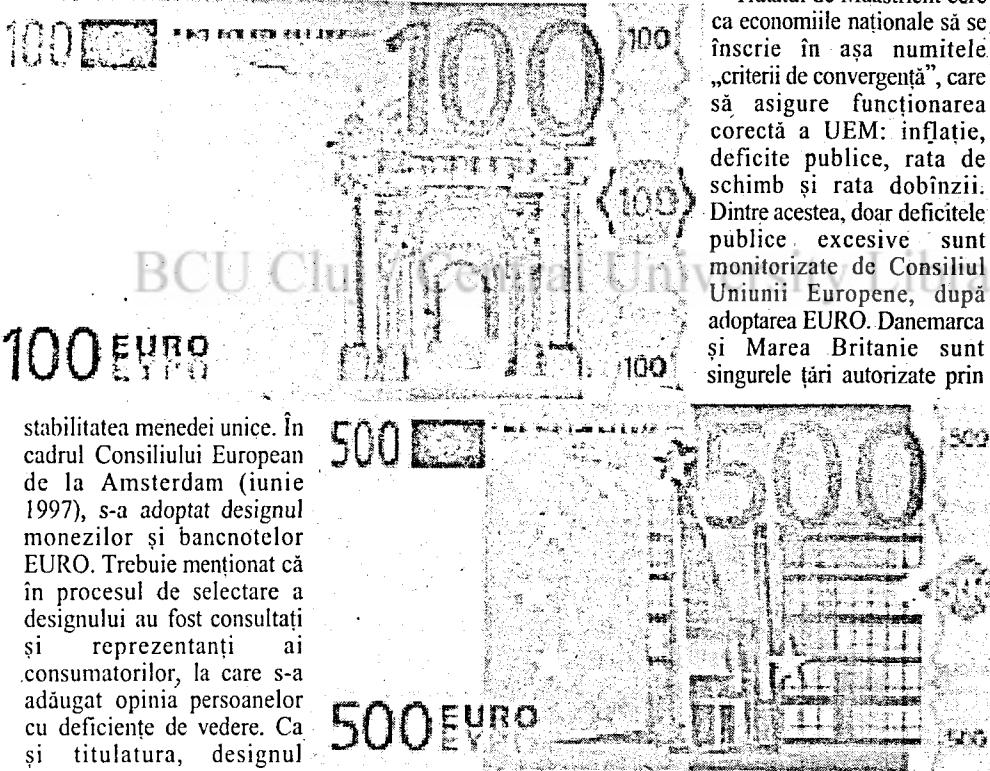 100
100
100
100
100
100 EURO
ΕΥΡΩ
ca economiile naționale să se
înscrie în așa numitele
„criterii de convergență”, care
să asigure funcționarea
corectă a UEM: inflație,
deficite publice, rata de
schimb și rata dobînzii.
Dintre acestea, doar deficitele
publice excesive sunt
monitorizate de Consiliul
Uniunii Europene, după
adoptarea EURO. Danemarca
și Marea Britanie sunt
singurele țări autorizate prin
BCU Cluj / Central University Libra
stabilitatea menedei unice. În
cadrul Consiliului European
de la Amsterdam (iunie
1997), s-a adoptat designul
monezilor și bancnotelor
EURO. Trebuie menționat că
în procesul de selectare a
designului au fost consultați
și reprezentanți ai
consumatorilor, la care s-a
adăugat opinia persoanelor
cu deficiențe de vedere. Ca
și titulatura, designul
500
500
500
500
500 EURO